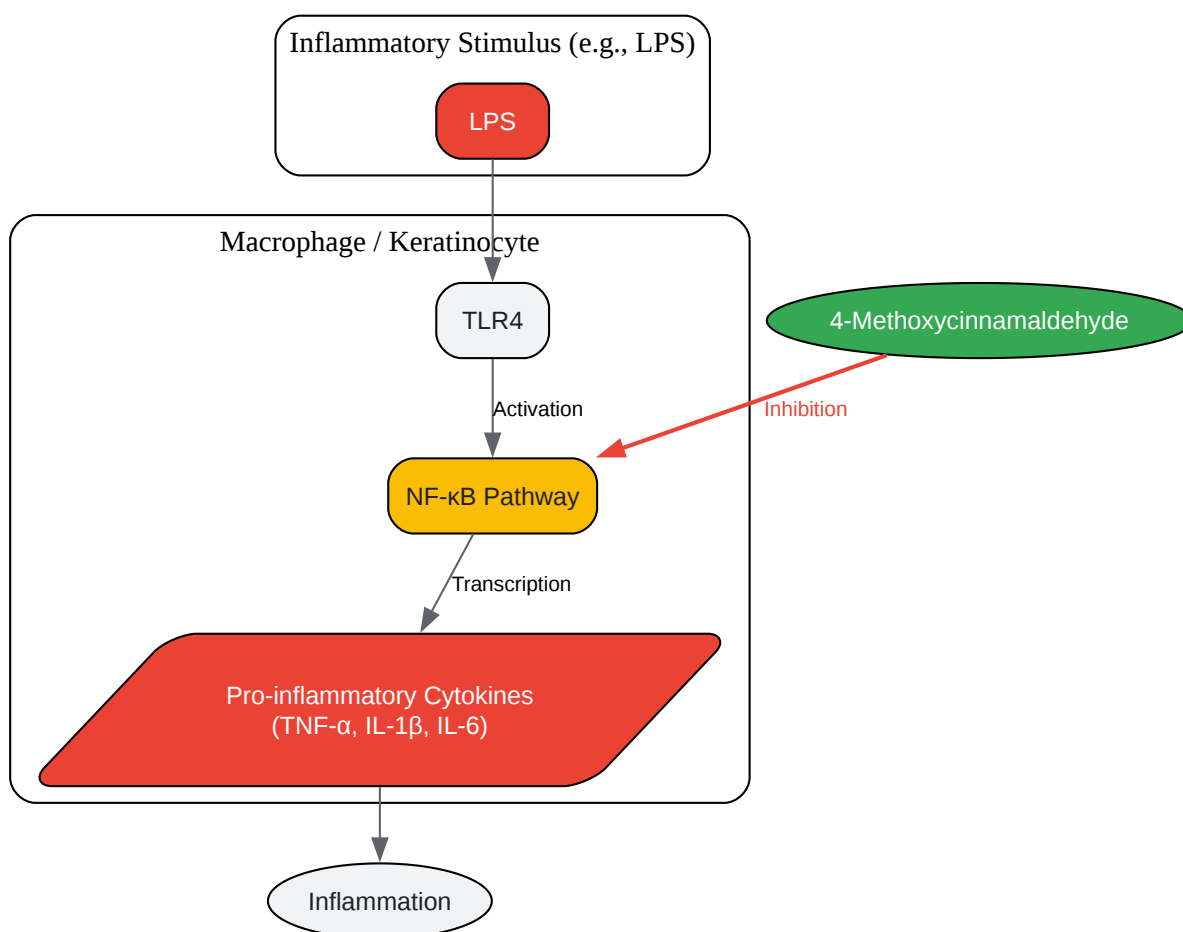 Inflammatory Stimulus (e.g., LPS)
LPS
Macrophage / Keratinocyte
TLR4
4-Methoxycinnamaldehyde
Activation
Inhibition
NF-κB Pathway
Transcription
Pro-inflammatory Cytokines
(TNF-α, IL-1β, IL-6)
Inflammation